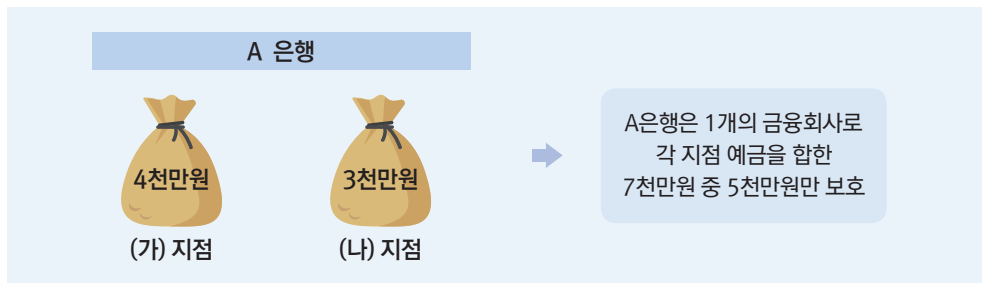 A 은행
4천만원
3천만원
(가) 지점
(나) 지점
A은행은 1개의 금융회사로
각 지점 예금을 합한
7천만원 중 5천만원만 보호